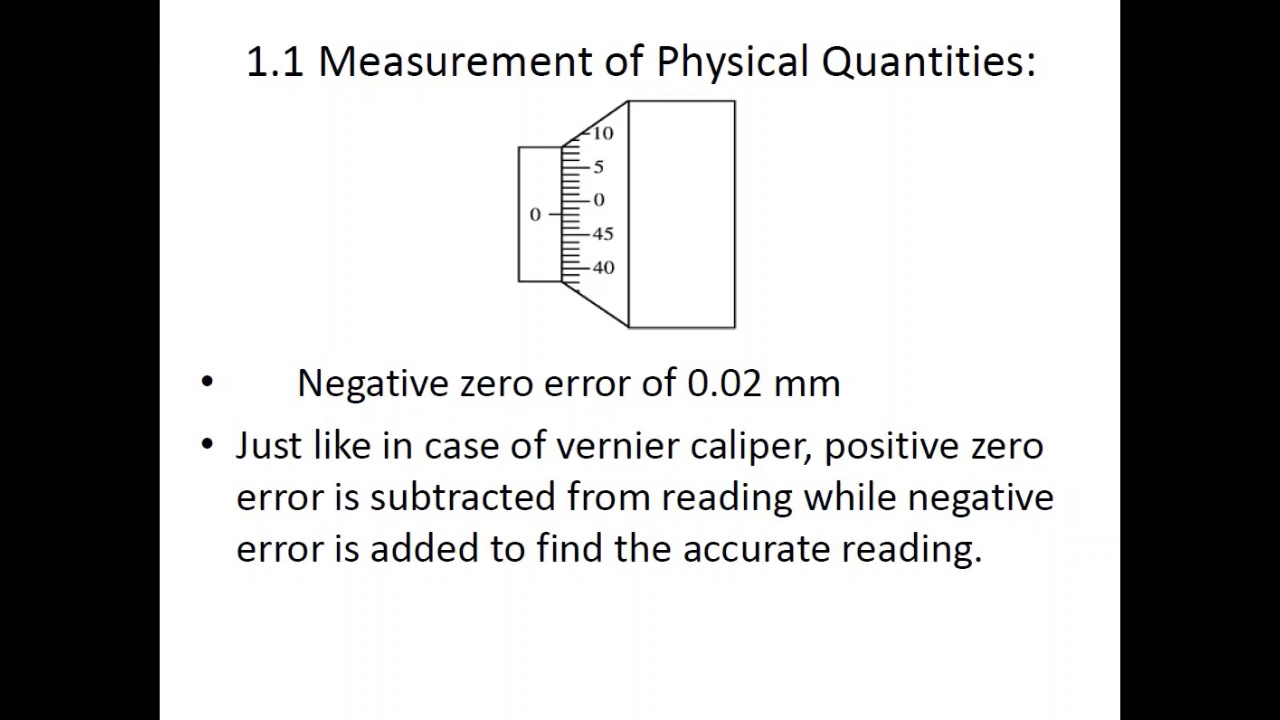 1.1 Measurement of Physical Quantities:
10
5
0
0
45
40
• Negative zero error of 0.02 mm
• Just like in case of vernier caliper, positive zero
error is subtracted from reading while negative
error is added to find the accurate reading.